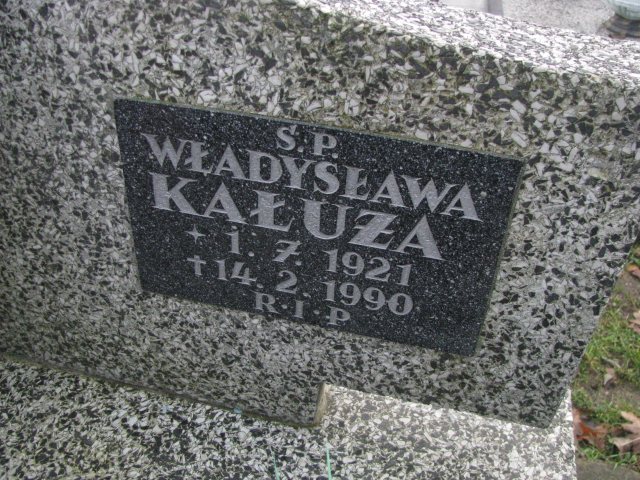 Ś.P.
WŁADYSŁAWA
KAŁUŻA
* 1. 7. 1921
✝ 14. 2. 1990
R·I·P